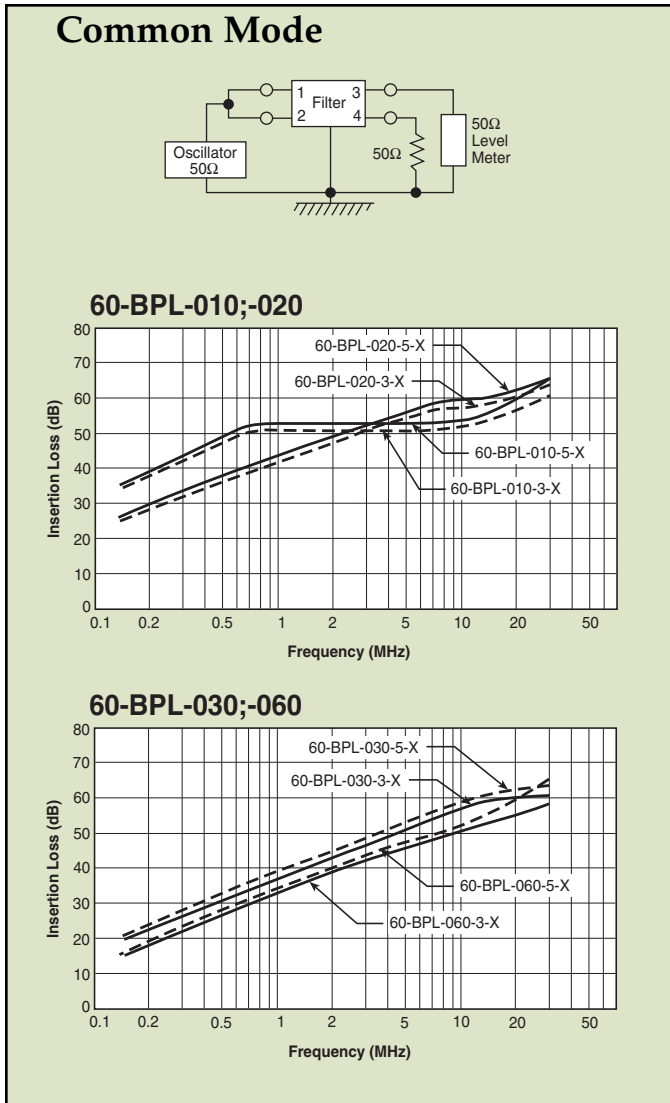 Common Mode
1 Filter 3
2 4
Oscillator
50Ω
50Ω
50Ω
Level
Meter
60-BPL-010;-020
Insertion Loss (dB)
80
70
60
50
40
30
20
10
0
60-BPL-020-5-X
60-BPL-020-3-X
60-BPL-010-5-X
60-BPL-010-3-X
0.1 0.2 0.5 1 2 5 10 20 50
Frequency (MHz)
60-BPL-030;-060
Insertion Loss (dB)
80
70
60
50
40
30
20
10
0
60-BPL-030-5-X
60-BPL-030-3-X
60-BPL-060-5-X
60-BPL-060-3-X
0.1 0.2 0.5 1 2 5 10 20 50
Frequency (MHz)